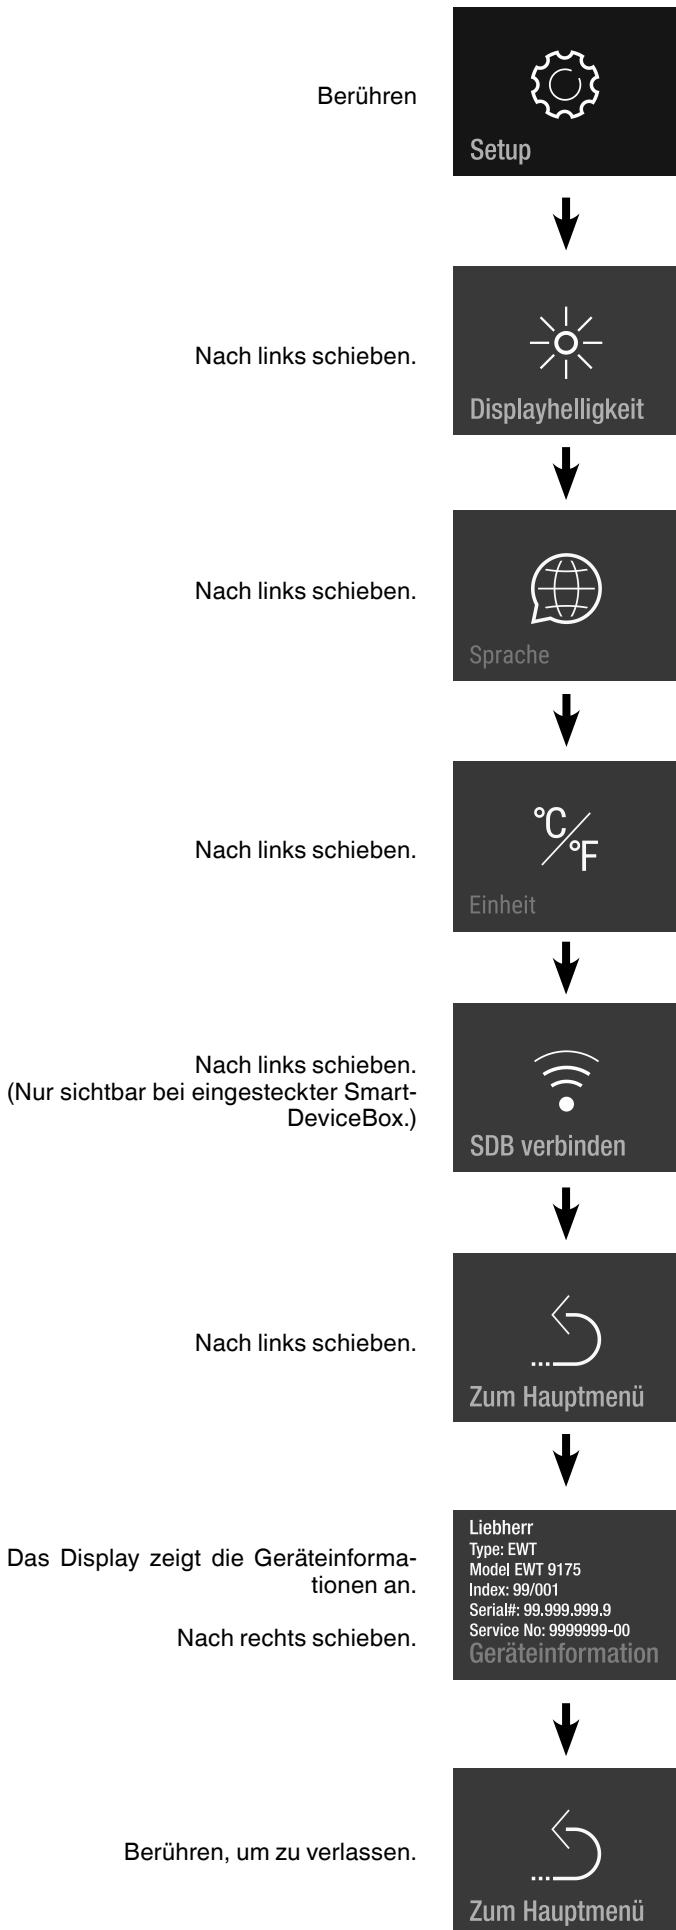 Berühren
Setup
Nach links schieben.
Displayhelligkeit
Nach links schieben.
Sprache
Nach links schieben.
°C/°F
Einheit
Nach links schieben.
(Nur sichtbar bei eingesteckter Smart-
DeviceBox.)
SDB verbinden
Nach links schieben.
Zum Hauptmenü
Das Display zeigt die Geräteinforma-
tionen an.
Nach rechts schieben.
Liebherr
Type: EWT
Model EWT 9175
Index: 99/001
Serial#: 99.999.999.9
Service No: 9999999-00
Geräteinformation
Berühren, um zu verlassen.
Zum Hauptmenü